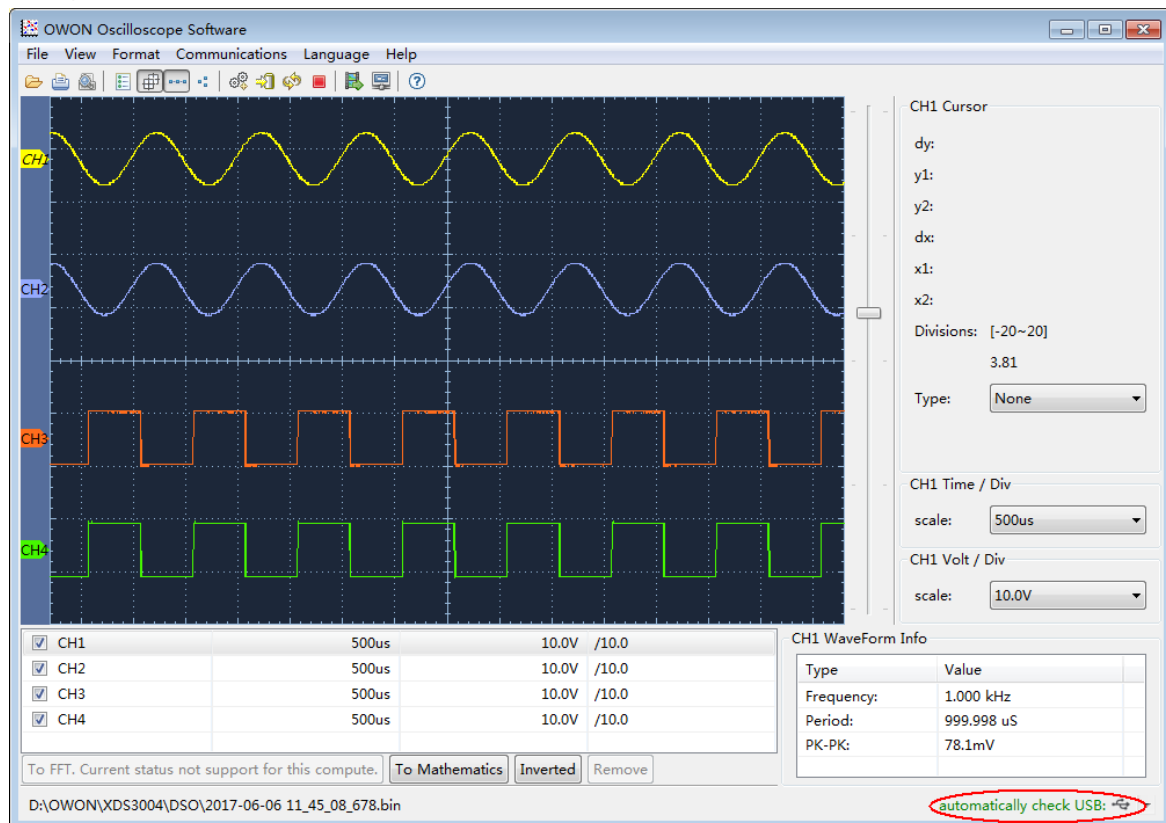 OWON Oscilloscope Software
File View Format Communications Language Help
CH1 Cursor
dy:
y1:
y2:
dx:
x1:
x2:
Divisions: [-20~20]
3.81
Type: None
CH1
CH2
CH3
CH4
CH1 Time / Div
scale: 500us
CH1 Volt / Div
scale: 10.0V
CH1 500us 10.0V /10.0
CH2 500us 10.0V /10.0
CH3 500us 10.0V /10.0
CH4 500us 10.0V /10.0
To FFT. Current status not support for this compute. To Mathematics Inverted Remove
CH1 WaveForm Info
Type Value
Frequency: 1.000 kHz
Period: 999.998 uS
PK-PK: 78.1mV
D:\OWON\XDS3004\DSO\2017-06-06 11_45_08_678.bin
automatically check USB: